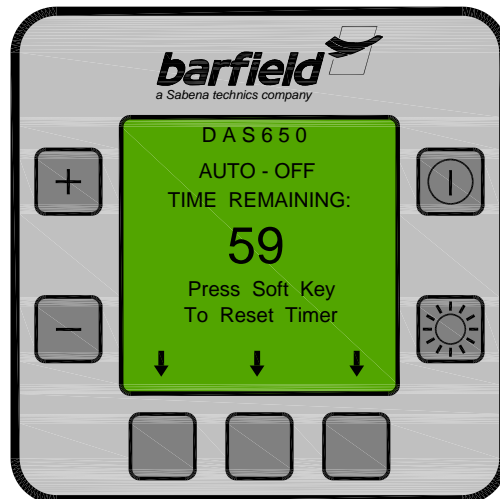 barfield
a Sabena technics company
DAS650
AUTO - OFF
TIME REMAINING:
59
Press Soft Key
To Reset Timer